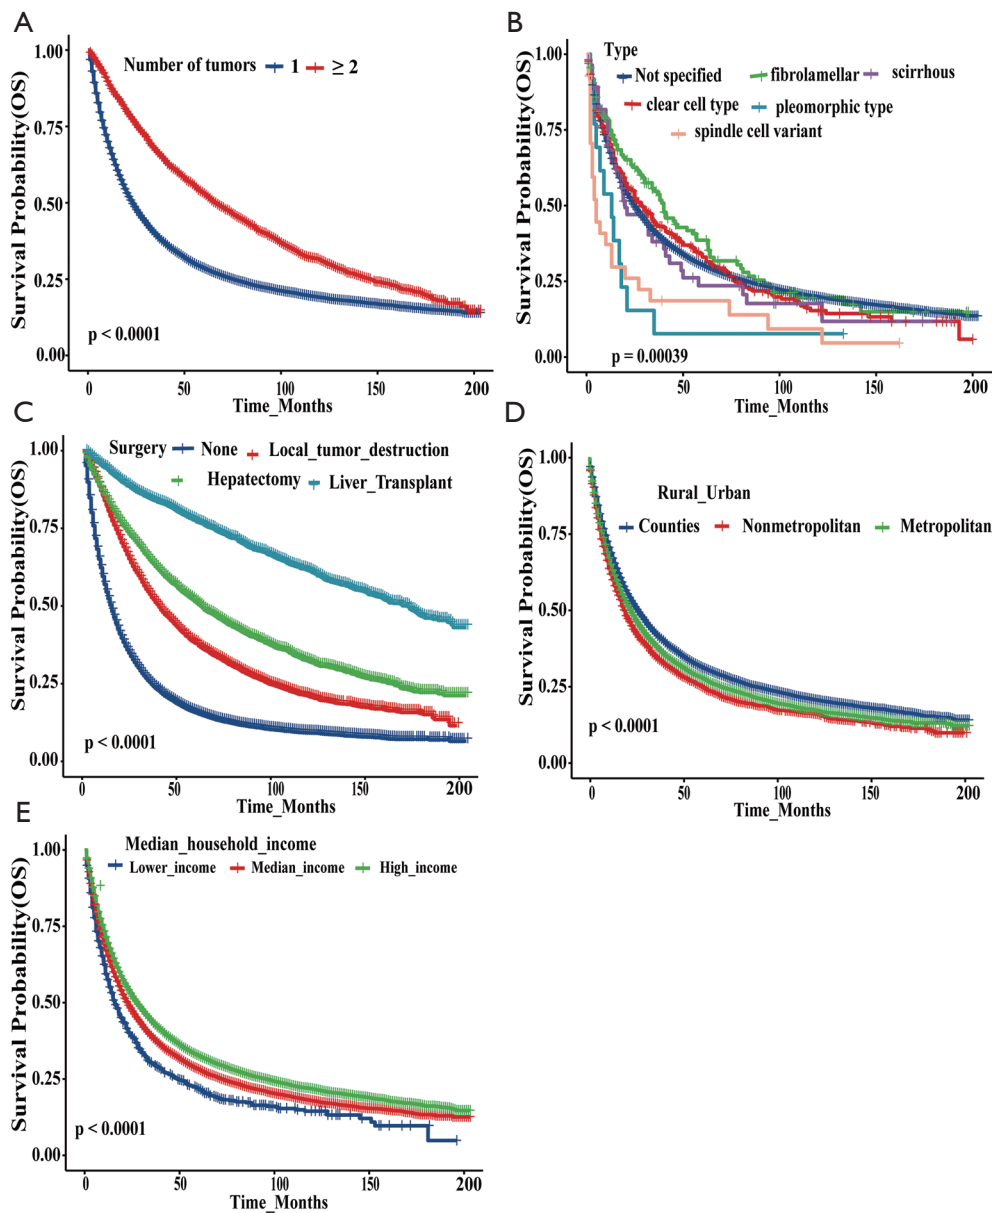 A
Survival Probability(OS)
1.00
0.75
0.50
0.25
0.00
Number of tumors 1 ≥ 2
p < 0.0001
0 50 100 150 200
Time_Months
B
Survival Probability(OS)
1.00
0.75
0.50
0.25
0.00
Type
Not specified fibrolamellar scirrhous
clear cell type pleomorphic type
spindle cell variant
p = 0.00039
0 50 100 150 200
Time_Months
C
Survival Probability(OS)
1.00
0.75
0.50
0.25
0.00
Surgery None Local_tumor_destruction
Hepatectomy Liver_Transplant
p < 0.0001
0 50 100 150 200
Time_Months
D
Survival Probability(OS)
1.00
0.75
0.50
0.25
0.00
Rural_Urban
Counties Nonmetropolitan Metropolitan
p < 0.0001
0 50 100 150 200
Time_Months
E
Survival Probability(OS)
1.00
0.75
0.50
0.25
0.00
Median_household_income
Lower_income Median_income High_income
p < 0.0001
0 50 100 150 200
Time_Months